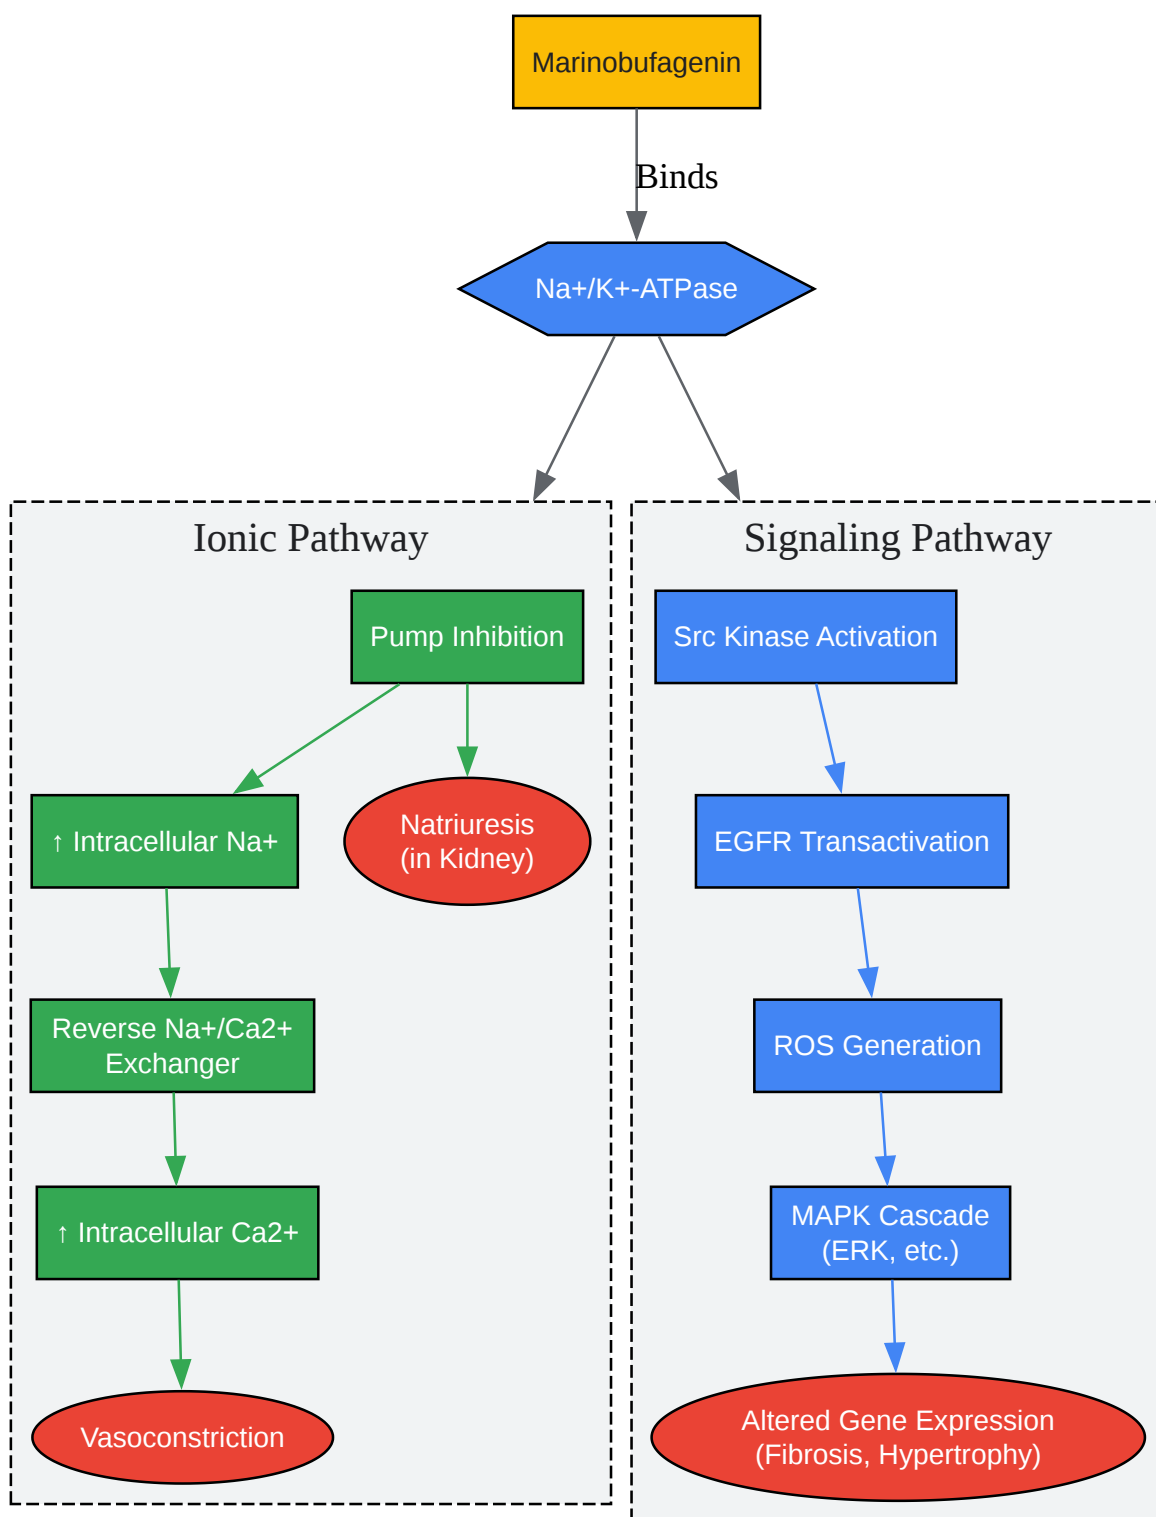 Marinobufagenin
Binds
Na+/K+-ATPase
Ionic Pathway
Pump Inhibition
↑ Intracellular Na+
Natriuresis
(in Kidney)
Reverse Na+/Ca2+
Exchanger
↑ Intracellular Ca2+
Vasoconstriction
Signaling Pathway
Src Kinase Activation
EGFR Transactivation
ROS Generation
MAPK Cascade
(ERK, etc.)
Altered Gene Expression
(Fibrosis, Hypertrophy)